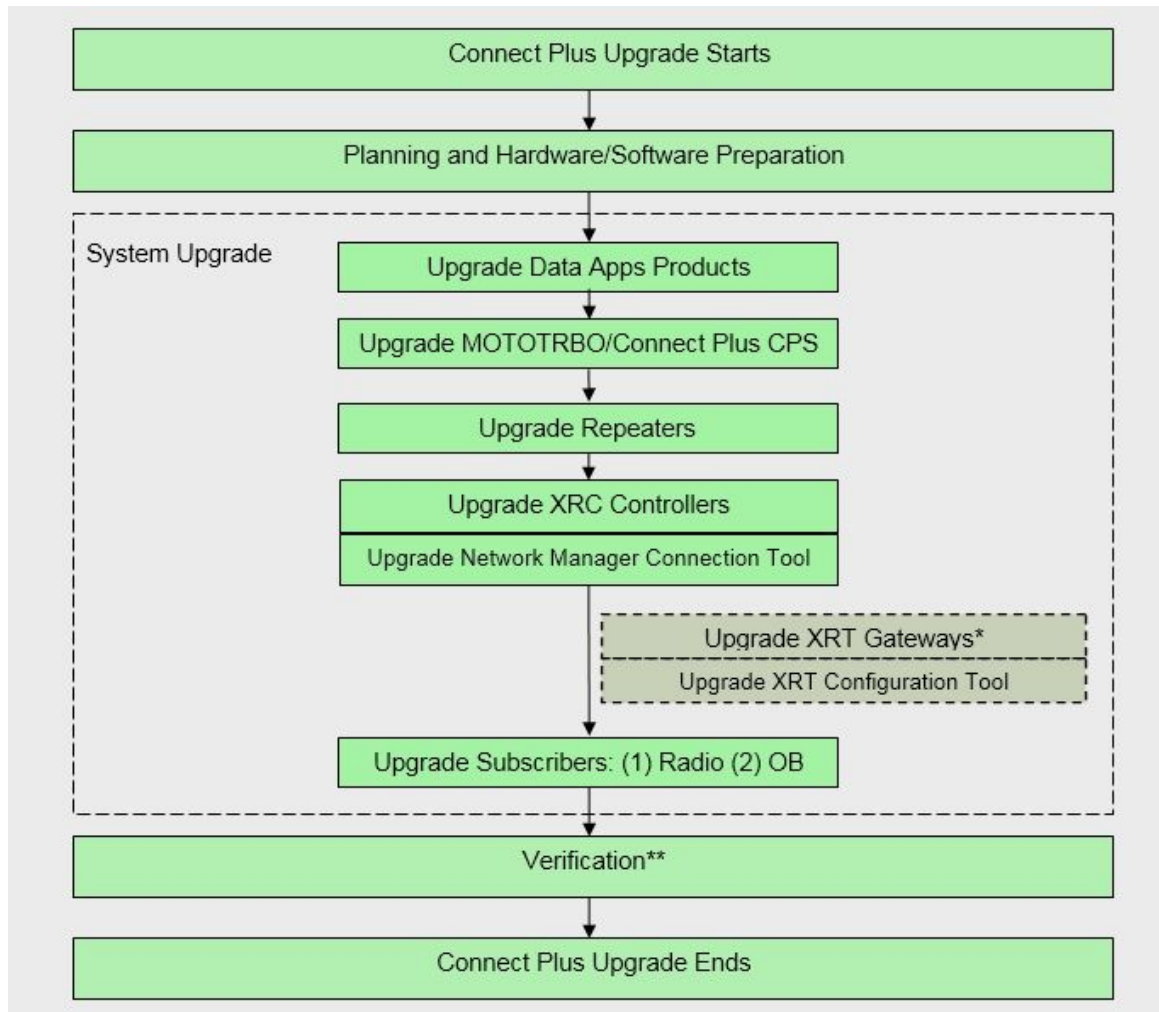 Connect Plus Upgrade Starts
Planning and Hardware/Software Preparation
System Upgrade
Upgrade Data Apps Products
Upgrade MOTOTRBO/Connect Plus CPS
Upgrade Repeaters
Upgrade XRC Controllers
Upgrade Network Manager Connection Tool
Upgrade XRT Gateways*
Upgrade XRT Configuration Tool
Upgrade Subscribers: (1) Radio (2) OB
Verification**
Connect Plus Upgrade Ends